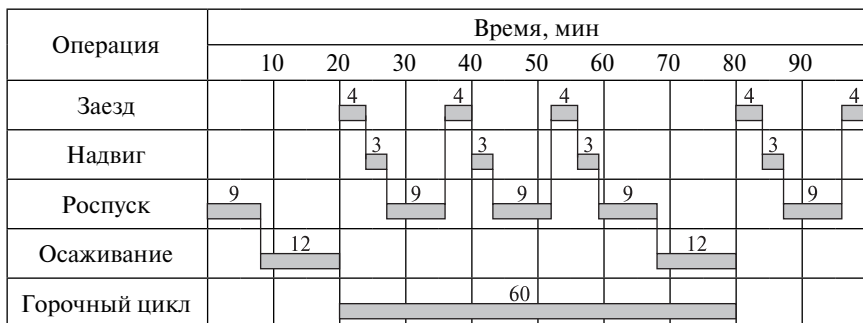 Операция
Время, мин
10 20 30 40 50 60 70 80 90
Заезд
4 4 4 4 4
Надвиг
3 3 3 3
Роспуск
9 9 9 9 9
Осаживание
12 12
Горочный цикл
60